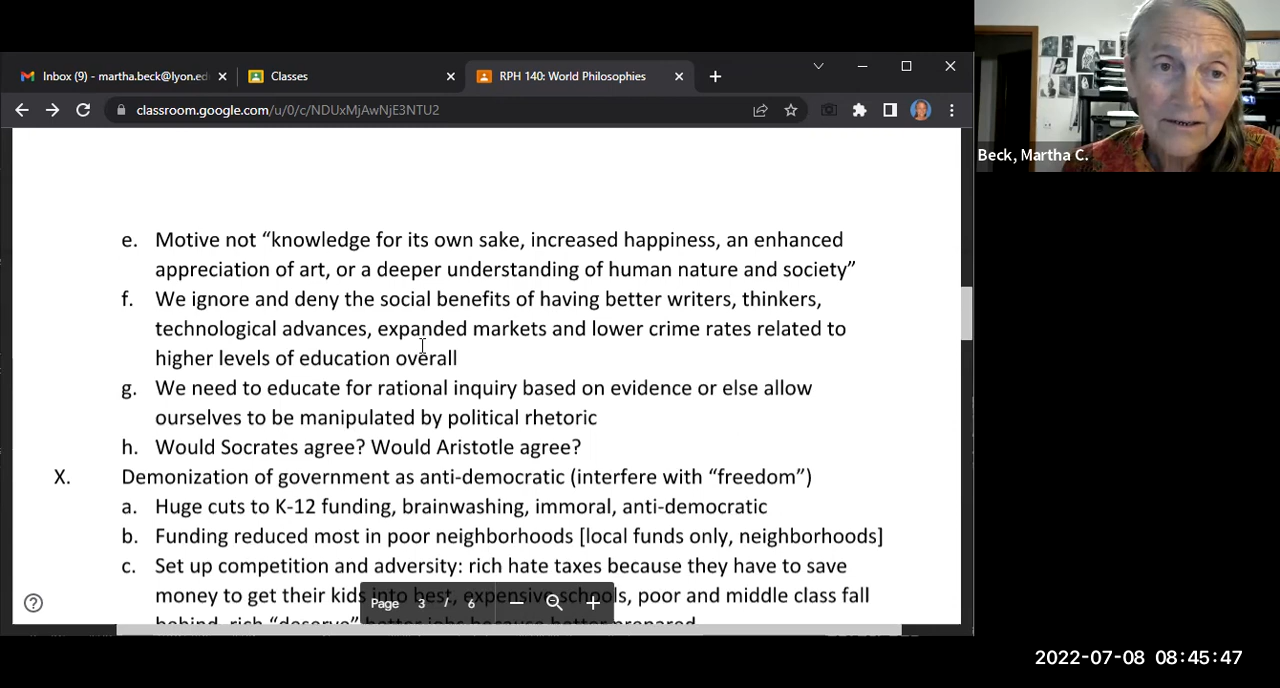 Inbox (9) - martha.beck@lyon.ed
Classes
RPH 140: World Philosophies
classroom.google.com/u/0/c/NDUxMjAwNjE3NTU2
Beck, Martha C.
e. Motive not “knowledge for its own sake, increased happiness, an enhanced
appreciation of art, or a deeper understanding of human nature and society”
f. We ignore and deny the social benefits of having better writers, thinkers,
technological advances, expanded markets and lower crime rates related to
higher levels of education overall
g. We need to educate for rational inquiry based on evidence or else allow
ourselves to be manipulated by political rhetoric
h. Would Socrates agree? Would Aristotle agree?
X. Demonization of government as anti-democratic (interfere with “freedom”)
a. Huge cuts to K-12 funding, brainwashing, immoral, anti-democratic
b. Funding reduced most in poor neighborhoods [local funds only, neighborhoods]
c. Set up competition and adversity: rich hate taxes because they have to save
money to get their kids into best, expensive schools, poor and middle class fall
behind, rich “deserve” better jobs because better prepared
Page 3 / 6
2022-07-08 08:45:47